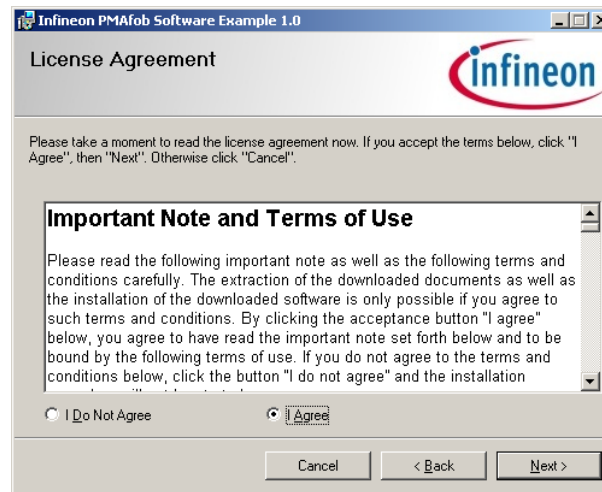 Infineon PMAfob Software Example 1.0
License Agreement
infineon
Please take a moment to read the license agreement now. If you accept the terms below, click "I
Agree", then "Next". Otherwise click "Cancel".
Important Note and Terms of Use
Please read the following important note as well as the following terms and
conditions carefully. The extraction of the downloaded documents as well as
the installation of the downloaded software is only possible if you agree to
such terms and conditions. By clicking the acceptance button "I agree"
below, you agree to have read the important note set forth below and to be
bound by the following terms of use. If you do not agree to the terms and
conditions below, click the button "I do not agree" and the installation
I Do Not Agree
I Agree
Cancel
< Back
Next >